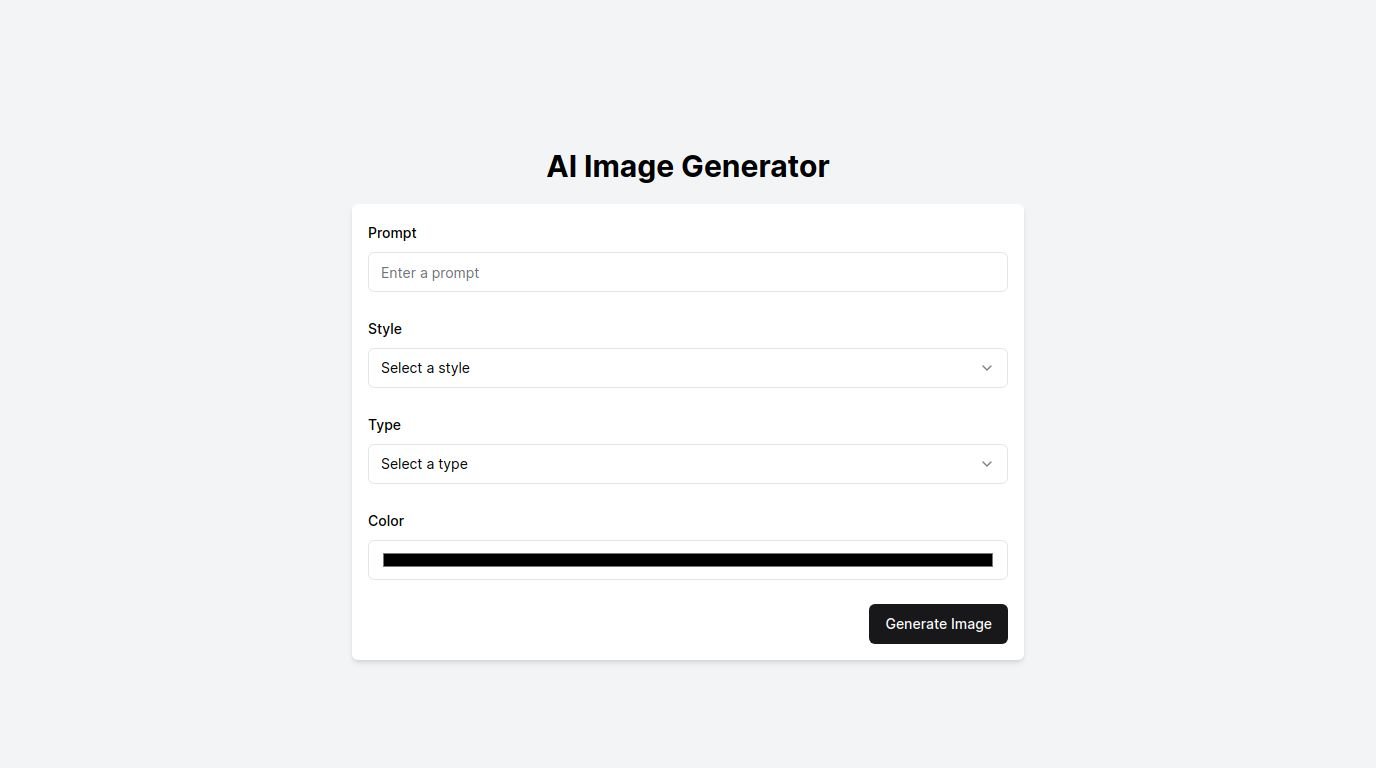 AI Image Generator
Prompt
Enter a prompt
Style
Select a style
Type
Select a type
Color
Generate Image